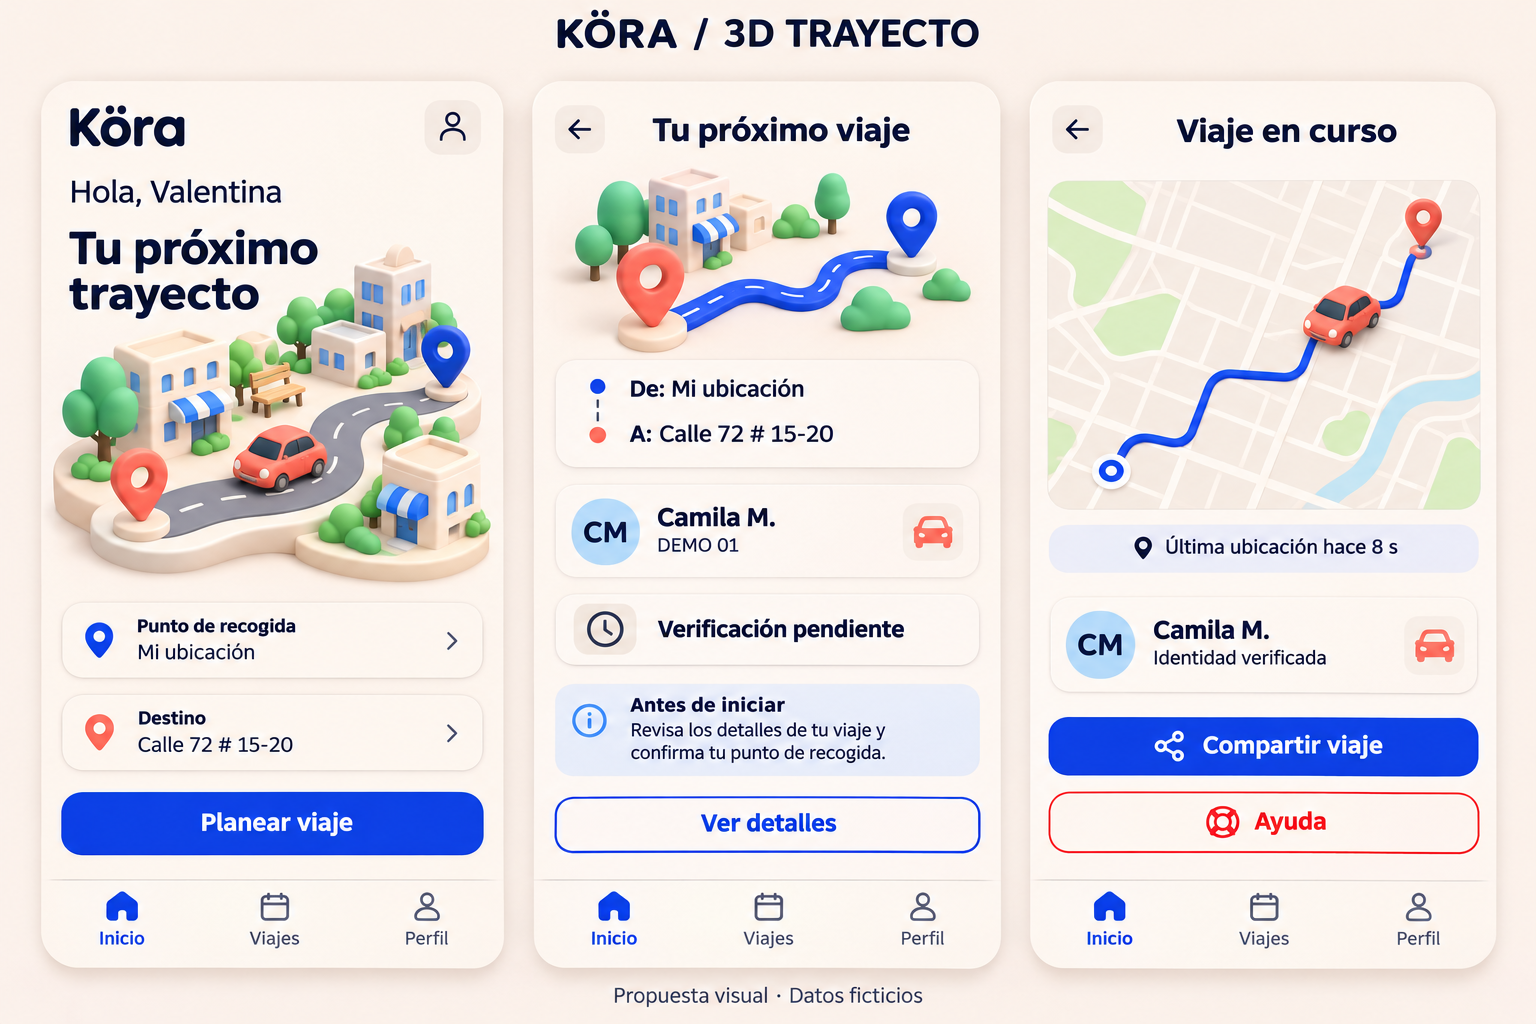 KÖRA / 3D TRAYECTO
Köra
Hola, Valentina
Tu próximo
trayecto
Punto de recogida
Mi ubicación
Destino
Calle 72 # 15-20
Planear viaje
Inicio
Viajes
Perfil
Tu próximo viaje
De: Mi ubicación
A: Calle 72 # 15-20
CM
Camila M.
DEMO 01
Verificación pendiente
Antes de iniciar
Revisa los detalles de tu viaje y
confirma tu punto de recogida.
Ver detalles
Inicio
Viajes
Perfil
Viaje en curso
Última ubicación hace 8 s
CM
Camila M.
Identidad verificada
Compartir viaje
Ayuda
Inicio
Viajes
Perfil
Propuesta visual · Datos ficticios